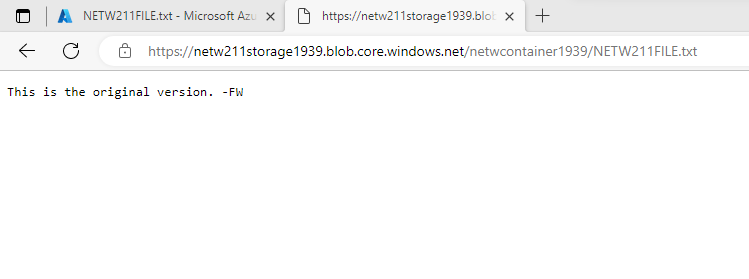 NETW211FILE.txt - Microsoft Azu
https://netw211storage1939.blob
https://netw211storage1939.blob.core.windows.net/netwcontainer1939/NETW211FILE.txt
This is the original version. -FW